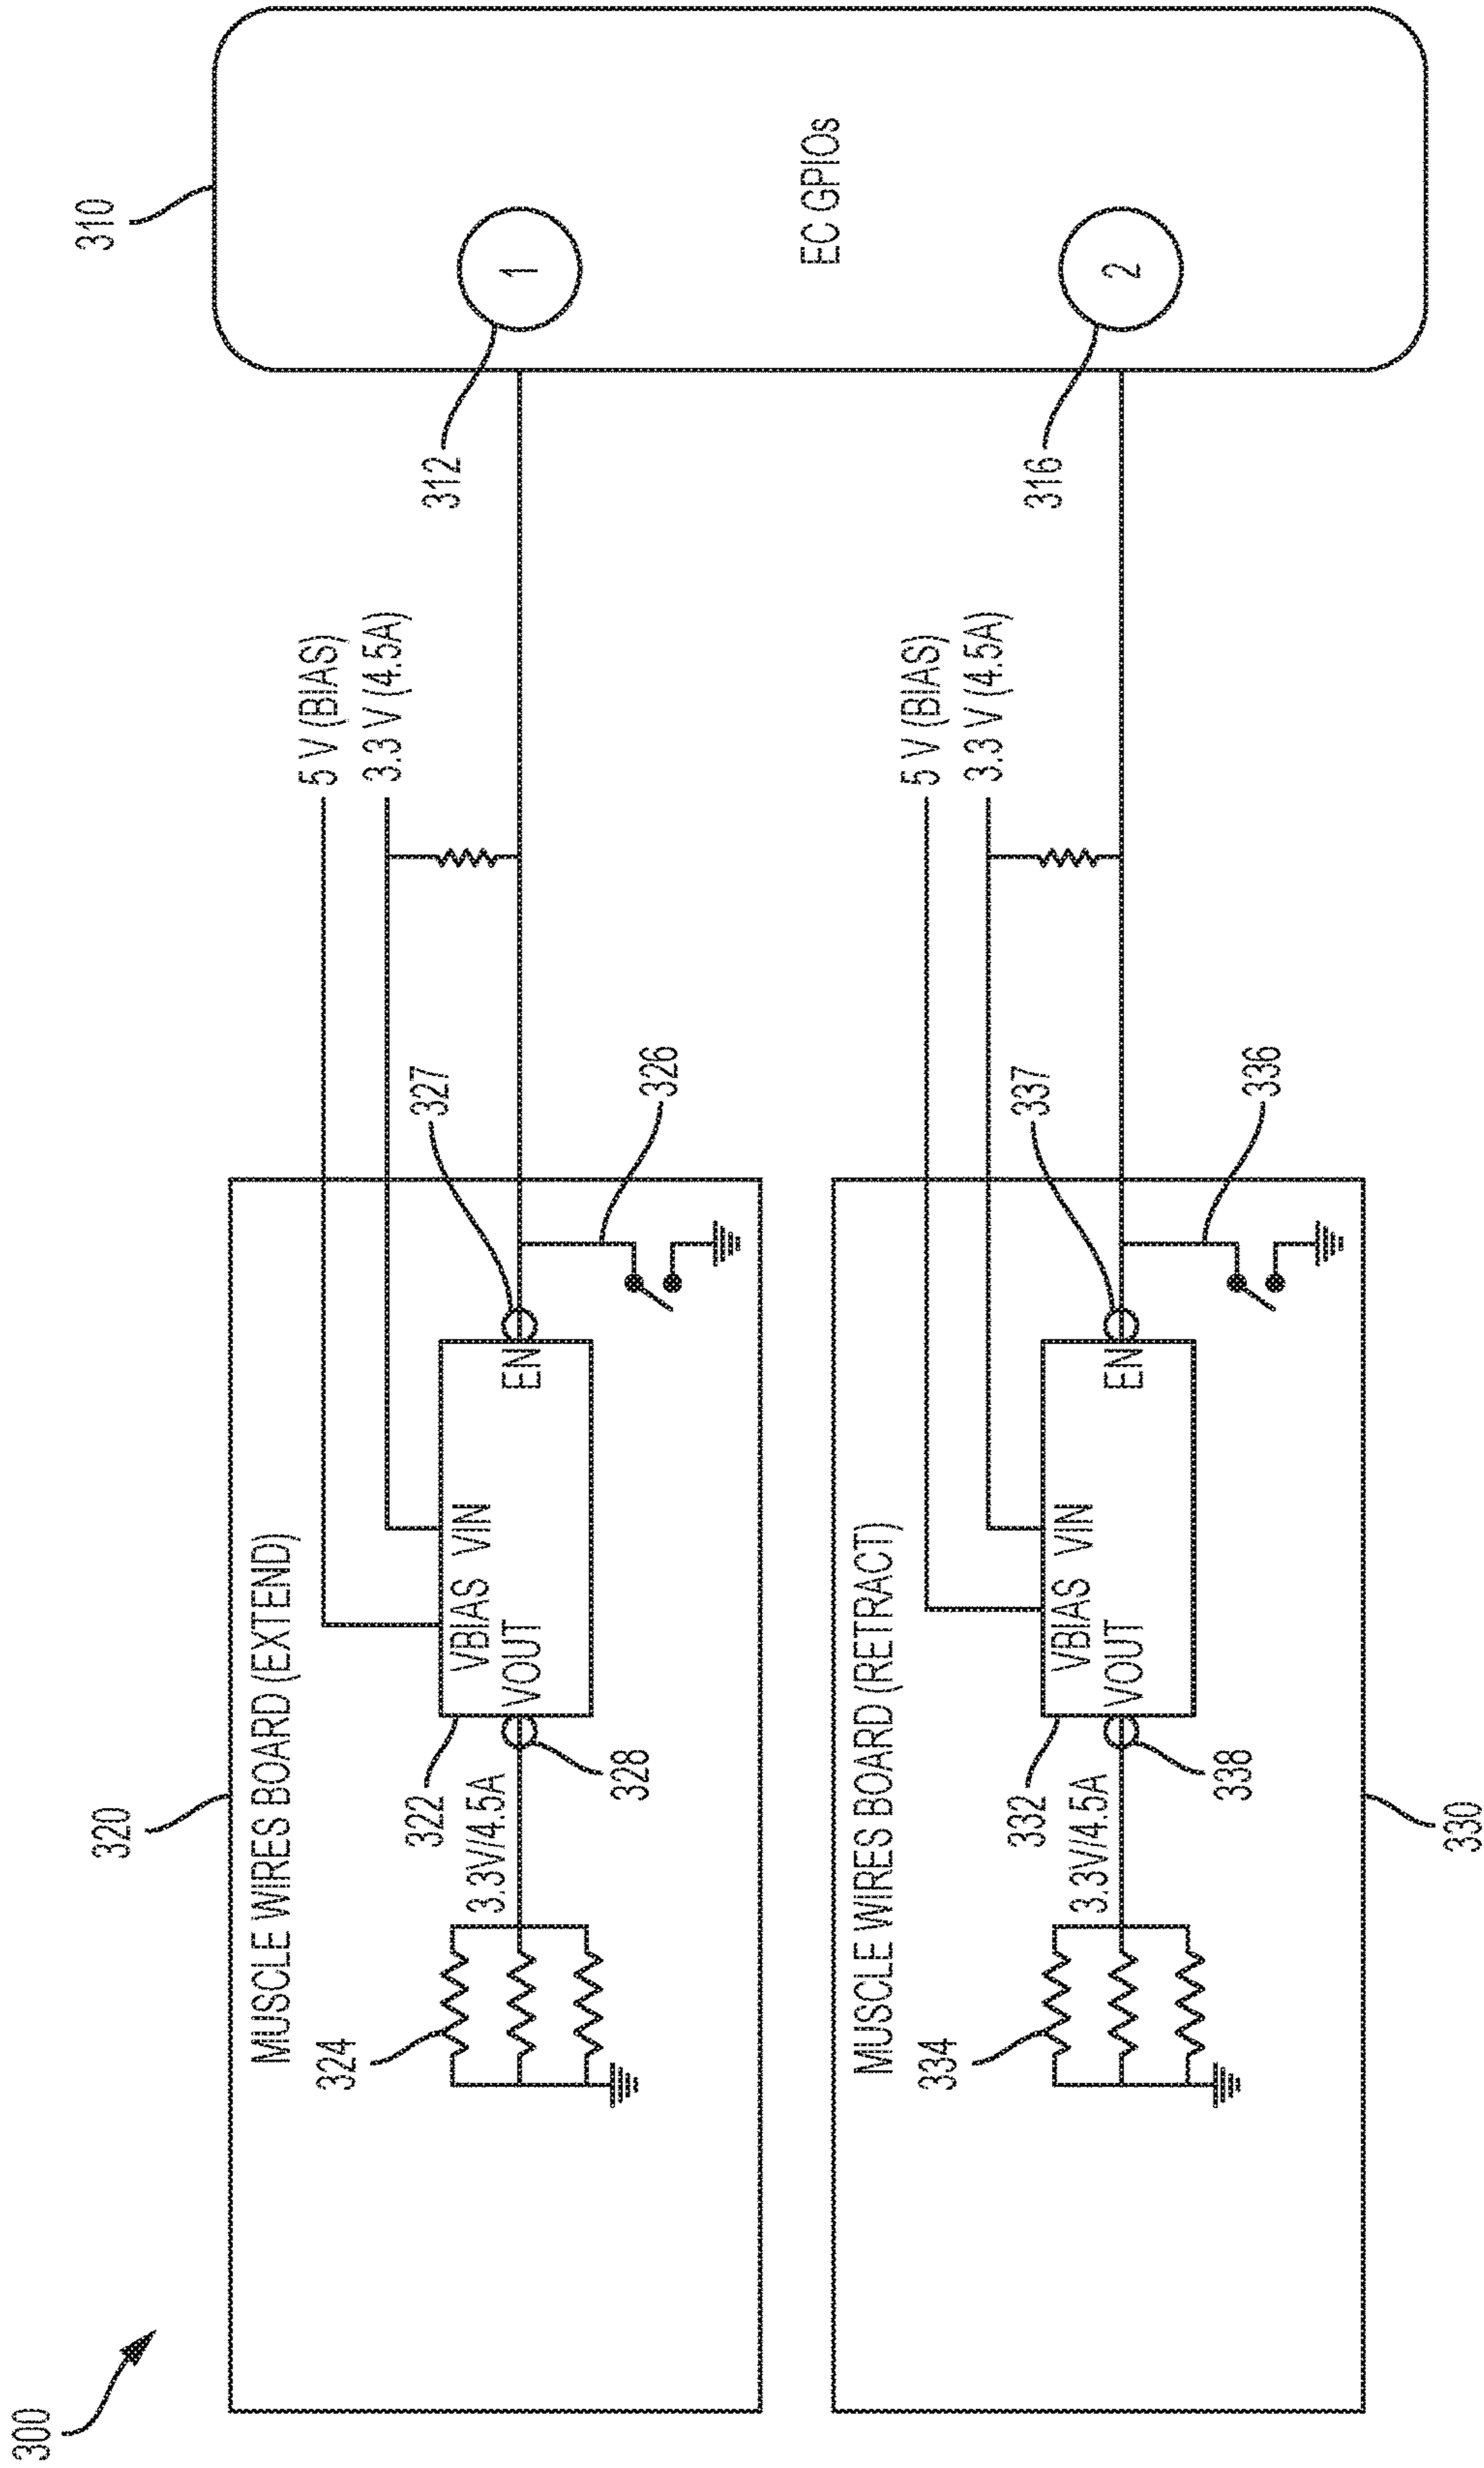 300
310
EC GPIOs
1
2
312
316
5 V (BIAS)
3.3 V (4.5A)
5 V (BIAS)
3.3 V (4.5A)
320
MUSCLE WIRES BOARD (EXTEND)
324
3.3V/4.5A
322
328
VBIAS VIN
VOUT
EN
327
326
MUSCLE WIRES BOARD (RETRACT)
334
3.3V/4.5A
332
338
VBIAS VIN
VOUT
EN
337
336
330